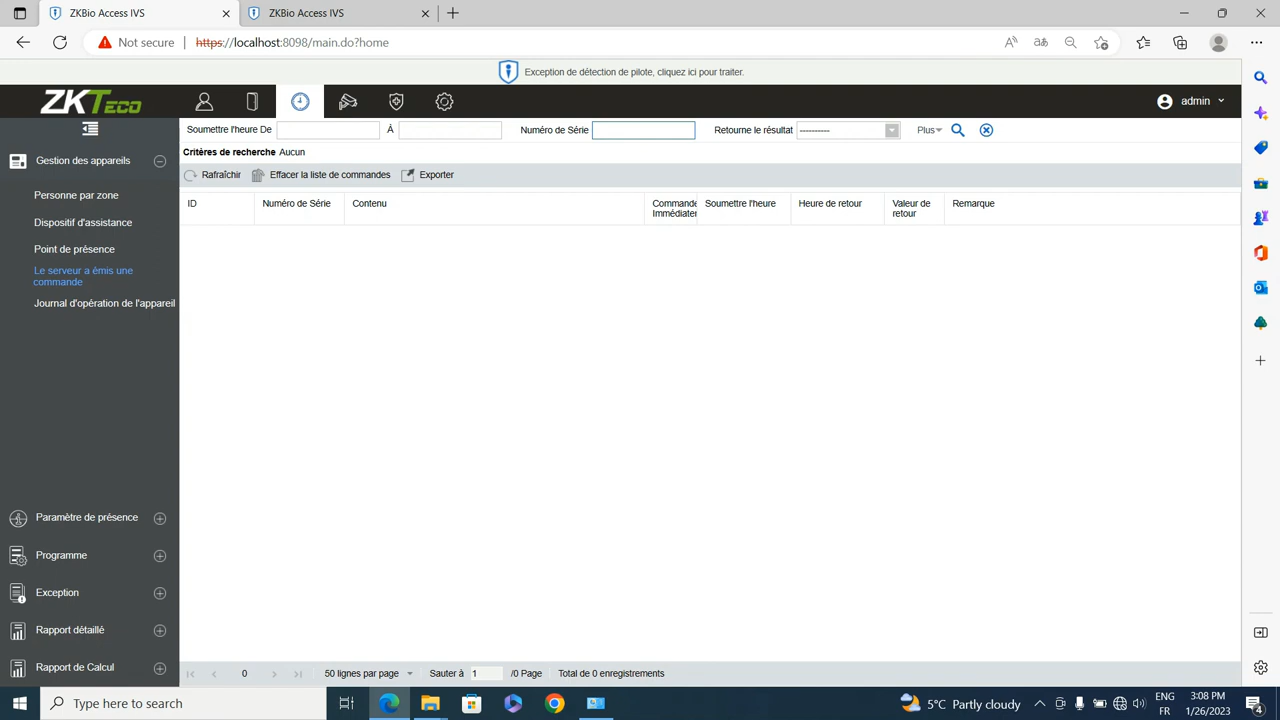 ZKBio Access IVS
ZKBio Access IVS
Not secure
https://localhost:8098/main.do?home
Exception de détection de pilote, cliquez ici pour traiter.
ZKTECO
admin
Soumettre l'heure De
À
Numéro de Série
Retourne le résultat
----------
Plus
Critères de recherche Aucun
Rafraîchir
Effacer la liste de commandes
Exporter
Gestion des appareils
Personne par zone
Dispositif d'assistance
Point de présence
Le serveur a émis une
commande
Journal d'opération de l'appareil
Paramètre de présence
Programme
Exception
Rapport détaillé
Rapport de Calcul
ID
Numéro de Série
Contenu
Commande
Immédiate
Soumettre l'heure
Heure de retour
Valeur de
retour
Remarque
0
50 lignes par page
Sauter à
1
/0 Page
Total de 0 enregistrements
Type here to search
5°C Partly cloudy
ENG
FR
3:08 PM
1/26/2023
4